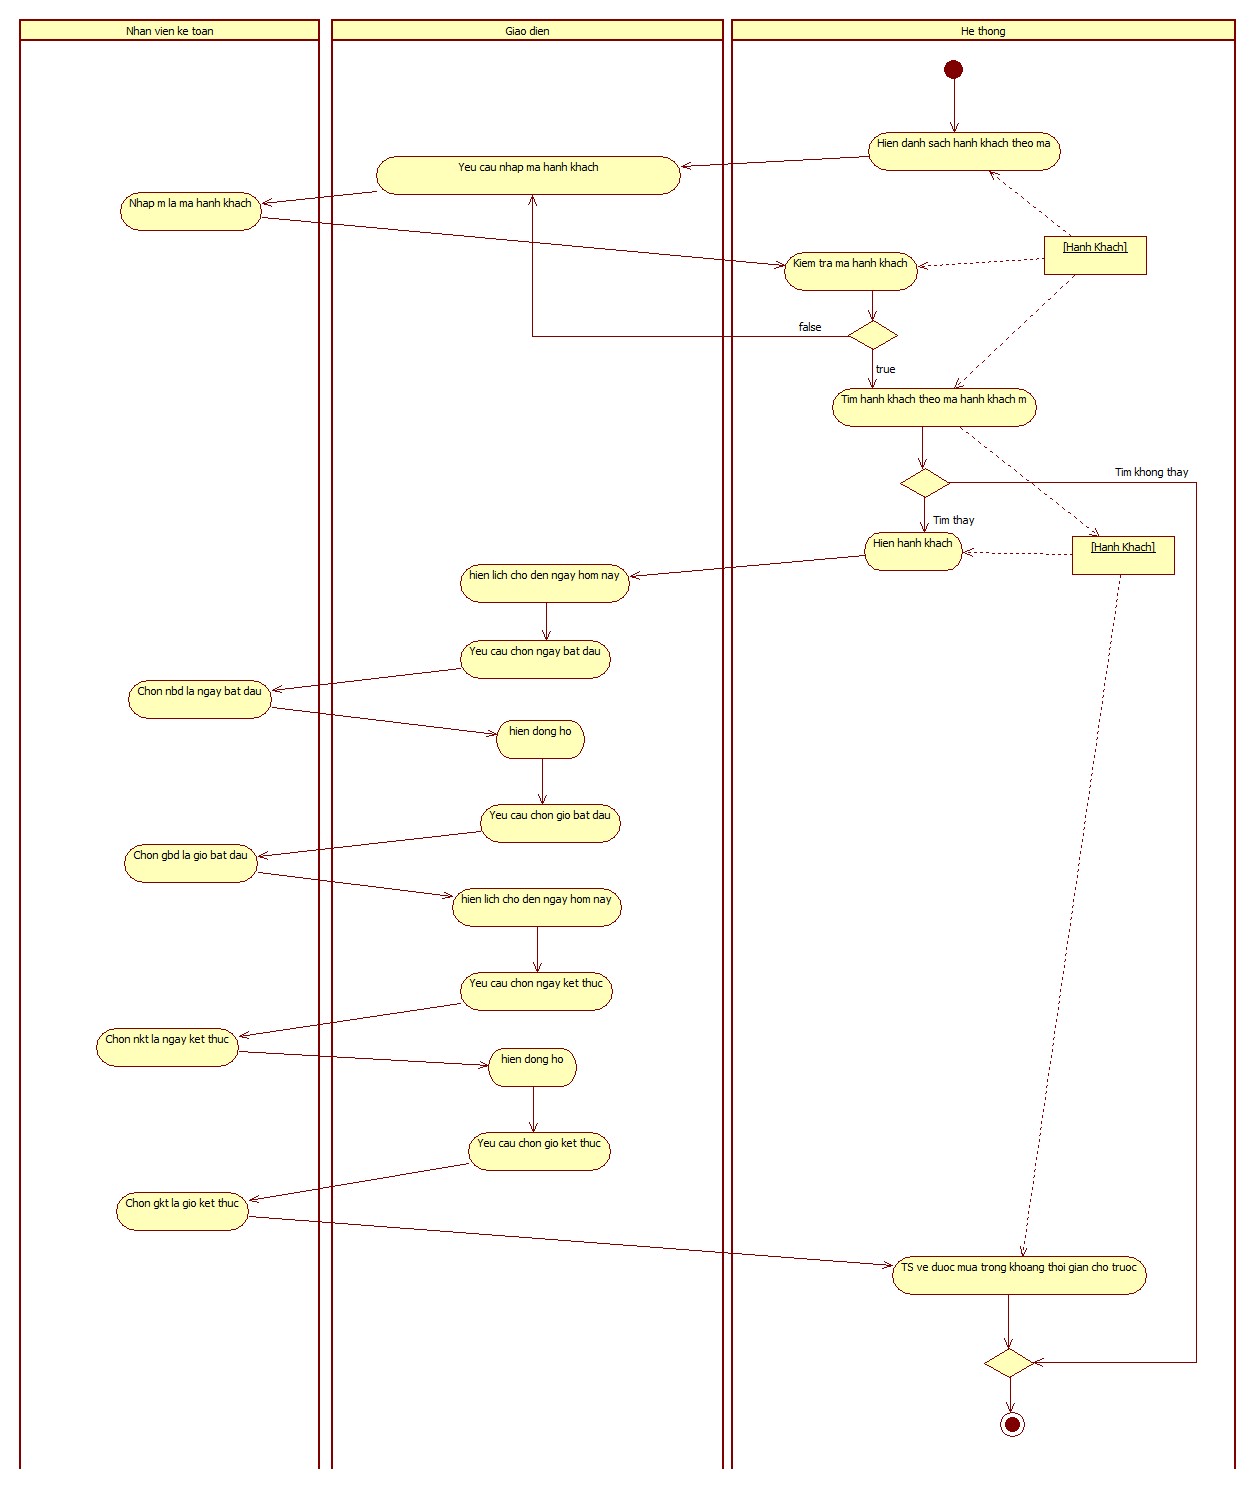 Nhan vien ke toan
Giao dien
He thong
Hien danh sach hanh khach theo ma
Yeu cau nhap ma hanh khach
Nhap m la ma hanh khach
[Hanh Khach]
Kiem tra ma hanh khach
false
true
Tim hanh khach theo ma hanh khach m
Tim khong thay
Tim thay
Hien hanh khach
[Hanh Khach]
hien lich cho den ngay hom nay
Yeu cau chon ngay bat dau
Chon nbd la ngay bat dau
hien dong ho
Yeu cau chon gio bat dau
Chon gbd la gio bat dau
hien lich cho den ngay hom nay
Yeu cau chon ngay ket thuc
Chon nkt la ngay ket thuc
hien dong ho
Yeu cau chon gio ket thuc
Chon gkt la gio ket thuc
TS ve duoc mua trong khoang thoi gian cho truoc